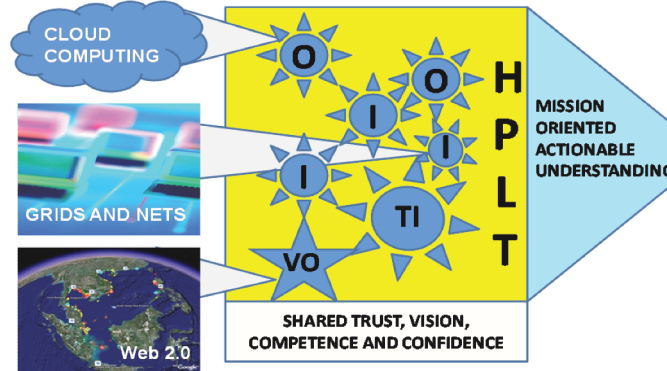 CLOUD
COMPUTING
O
O
I
I
I
TI
VO
H
P
L
T
GRIDS AND NETS
Web 2.0
MISSION
ORIENTED
ACTIONABLE
UNDERSTANDING
SHARED TRUST, VISION,
COMPETENCE AND CONFIDENCE
Google